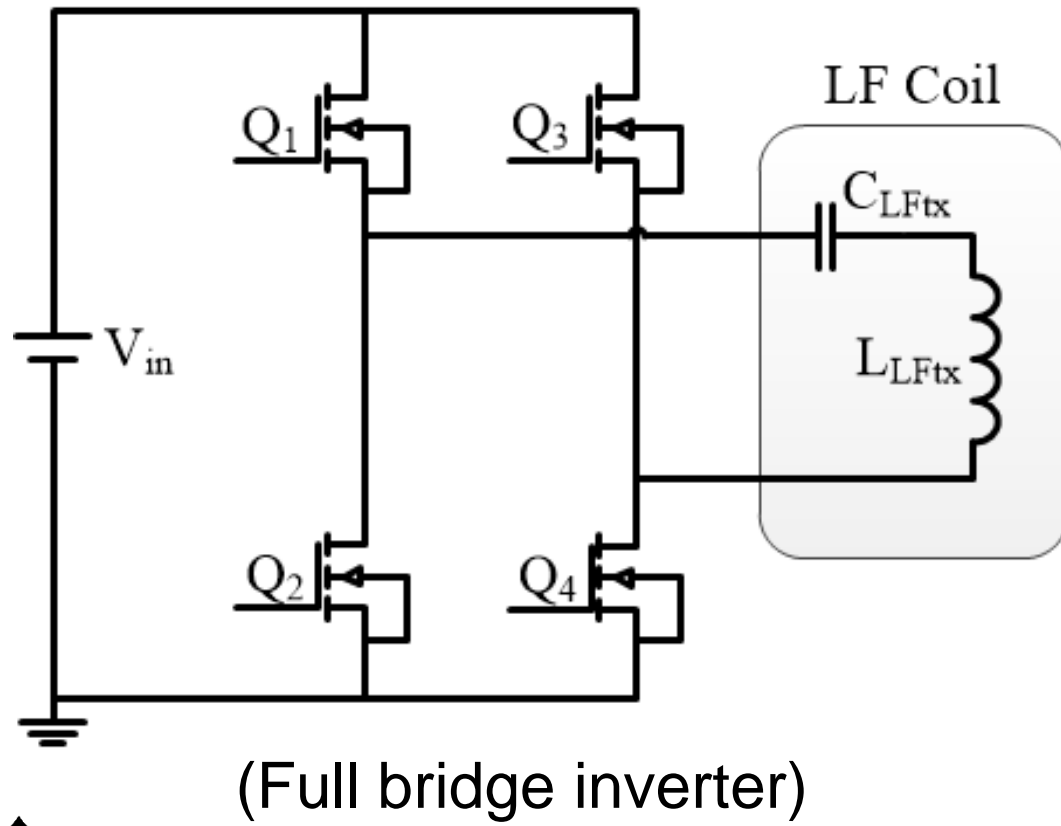 LF Coil
Q1
Q3
CLFtx
Vin
LLFtx
Q2
Q4
(Full bridge inverter)